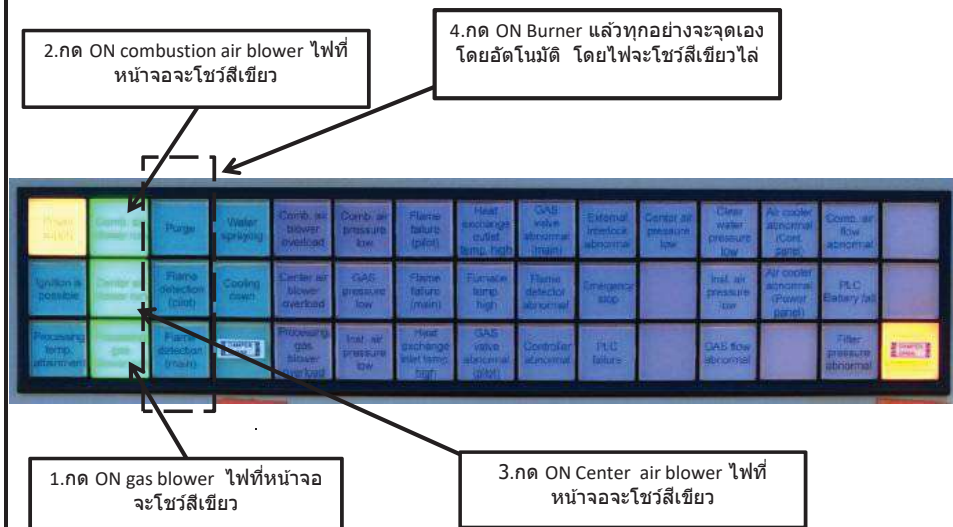 2.กด ON combustion air blower ไฟที่
หน้าจอจะโชว์สีเขียว
4.กด ON Burner แล้วทุกอย่างจะจุดเอง
โดยอัตโนมัติ โดยไฟจะโชว์สีเขียวไล่
Power
Comb. air
blower run
Purge
Water
spraying
Comb. air
blower
overload
Comb. air
pressure
low
Flame
failure
(pilot)
Heat
exchange
outlet
temp. high
GAS
valve
abnormal
(main)
External
interlock
abnormal
Center air
pressure
low
Clear
water
pressure
low
Air cooler
abnormal
(Cont.
panel)
Comb. air
flow
abnormal
Ignition is
possible
Center air
blower run
Flame
detection
(pilot)
Cooling
down
Center air
blower
overload
GAS
pressure
low
Flame
failure
(main)
Furnace
temp.
high
Flame
detector
abnormal
Emergency
stop
Inst. air
pressure
low
Air cooler
abnormal
(Power
panel)
PLC
Battery fail
Processing
temp.
attainment
gas
Flame
detection
(main)
DAMPER
Processing
gas
blower
overload
Inst. air
pressure
low
Heat
exchange
inlet temp.
high
GAS
valve
abnormal
(pilot)
Controller
abnormal
PLC
failure
GAS flow
abnormal
Filter
pressure
abnormal
DAMPER
1.กด ON gas blower ไฟที่หน้าจอ
จะโชว์สีเขียว
3.กด ON Center air blower ไฟที่
หน้าจอจะโชว์สีเขียว